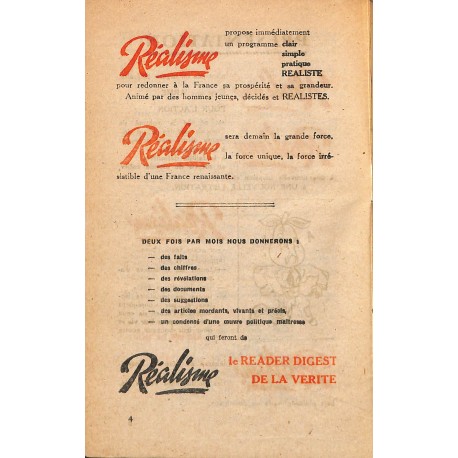 Réalisme propose immédiatement
un programme clair
simple
pratique
REALISTE
pour redonner à la France sa prospérité et sa grandeur.
Animé par des hommes jeunes, décidés et REALISTES.
Réalisme sera demain la grande force,
la force unique, la force irré-
sistible d'une France renaissante.
DEUX FOIS PAR MOIS NOUS DONNERONS :
— des faits
— des chiffres
— des révélations
— des documents
— des suggestions
— des articles mordants, vivants et précis,
— un condensé d'une œuvre politique maîtresse
qui feront de
Réalisme le READER DIGEST
DE LA VERITE
4